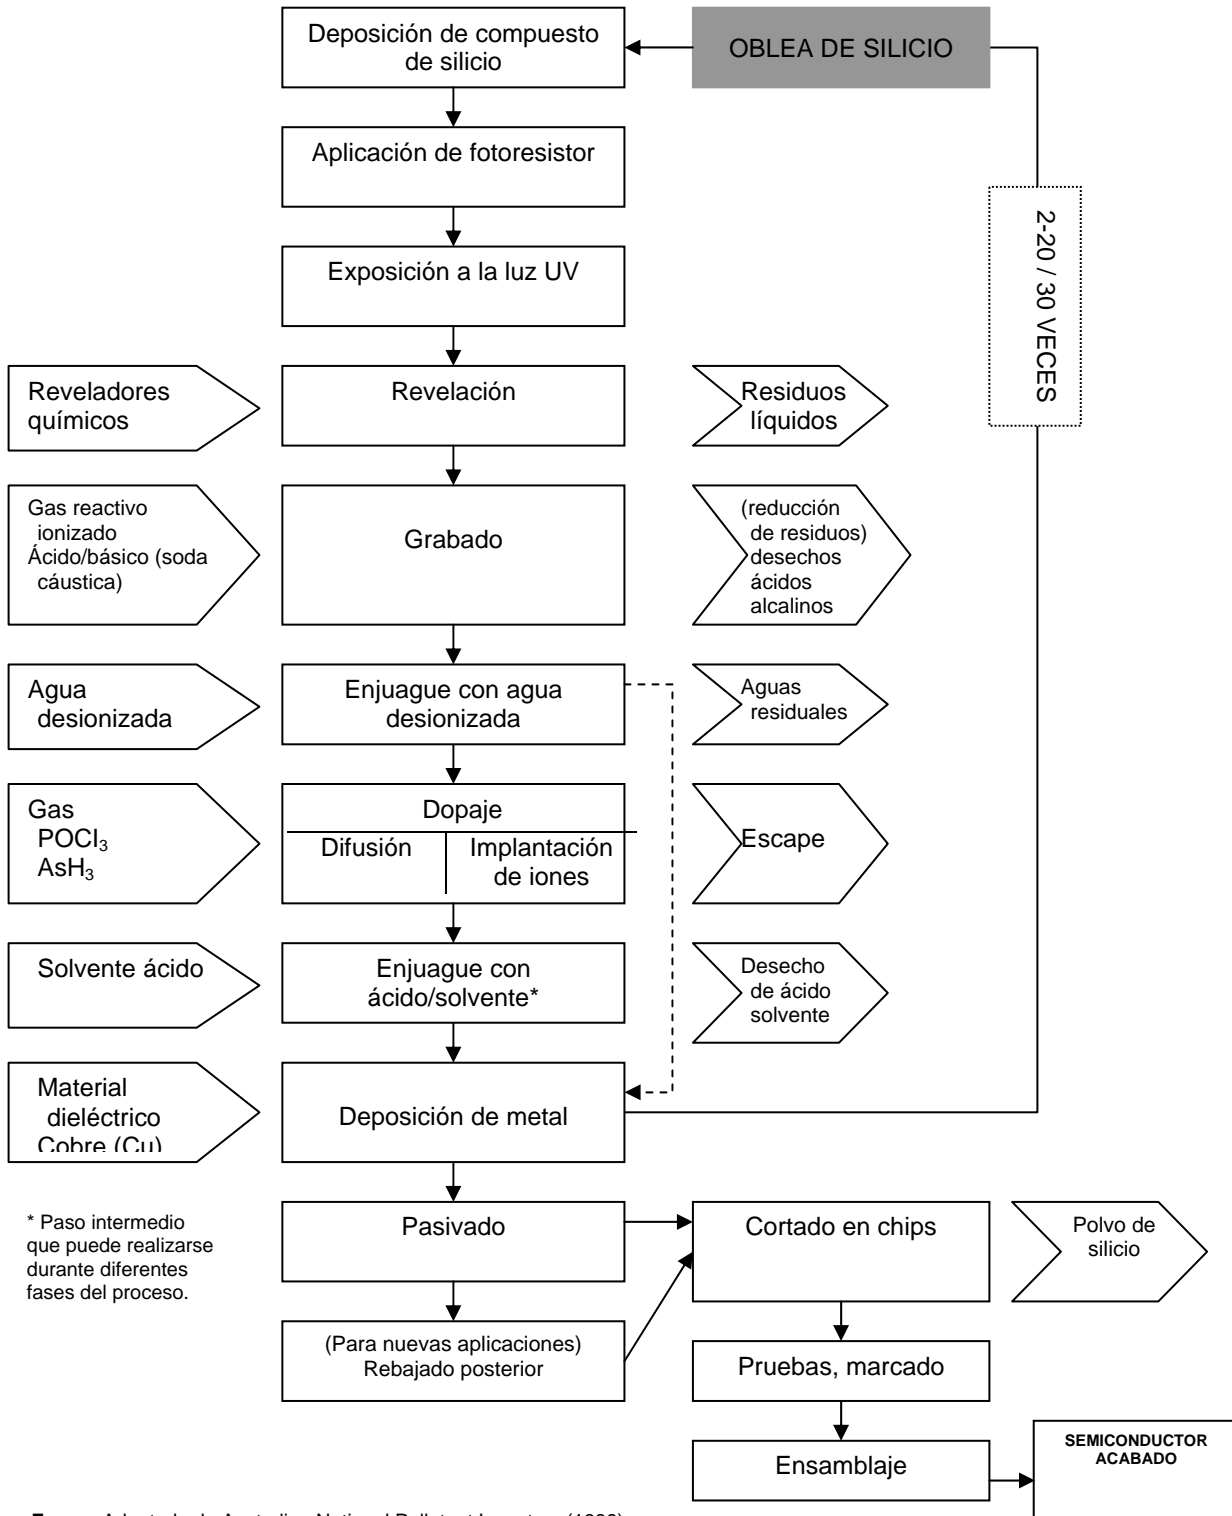 Deposición de compuesto
de silicio
OBLEA DE SILICIO
Aplicación de fotoresistor
Exposición a la luz UV
2-20 / 30 VECES
Reveladores
químicos
Revelación
Residuos
líquidos
Gas reactivo
ionizado
Ácido/básico (soda
cáustica)
Grabado
(reducción
de residuos)
desechos
ácidos
alcalinos
Agua
desionizada
Enjuague con agua
desionizada
Aguas
residuales
Gas
POCl₃
AsH₃
Dopaje
Difusión
Implantación
de iones
Escape
Solvente ácido
Enjuague con
ácido/solvente*
Desecho
de ácido
solvente
Material
dieléctrico
Cobre (Cu)
Deposición de metal
* Paso intermedio
que puede realizarse
durante diferentes
fases del proceso.
Pasivado
Cortado en chips
Polvo de
silicio
(Para nuevas aplicaciones)
Rebajado posterior
Pruebas, marcado
Ensamblaje
SEMICONDUCTOR
ACABADO